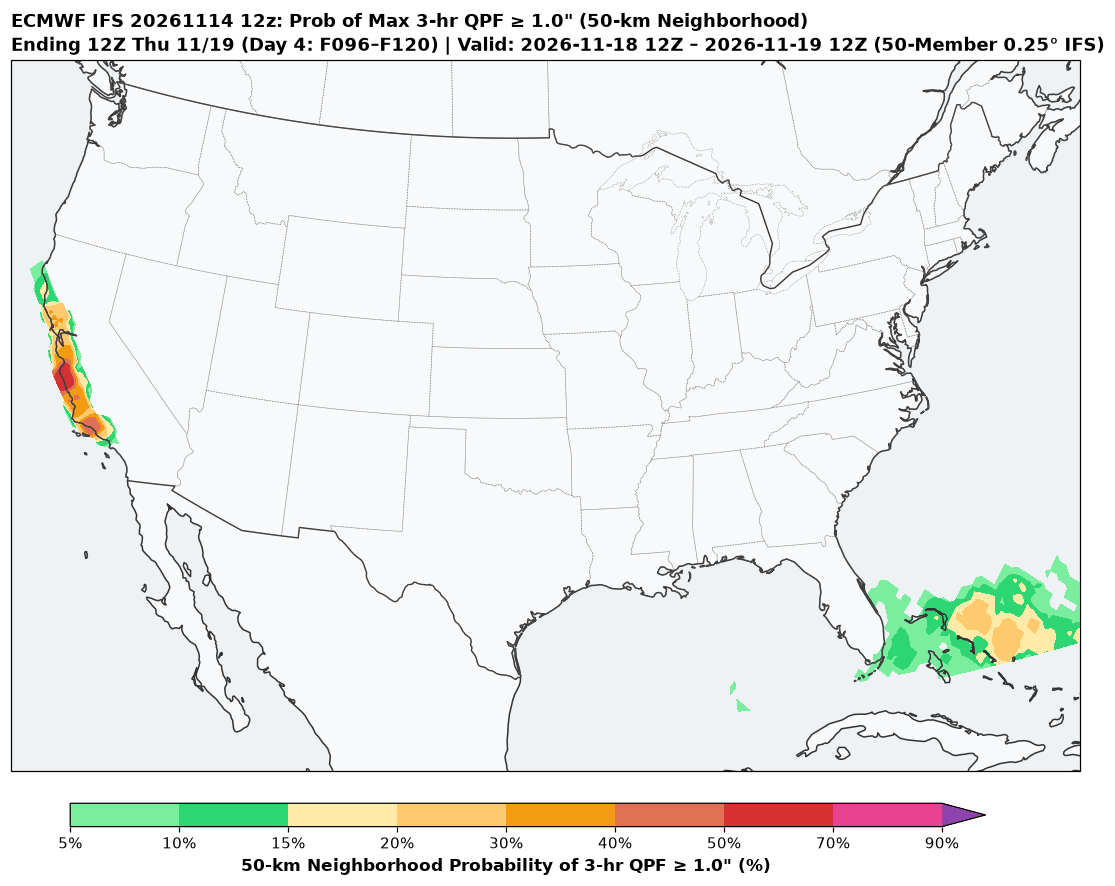 ECMWF IFS 20261114 12z: Prob of Max 3-hr QPF ≥ 1.0" (50-km Neighborhood)
Ending 12Z Thu 11/19 (Day 4: F096–F120) | Valid: 2026-11-18 12Z – 2026-11-19 12Z (50-Member 0.25° IFS)
5% 10% 15% 20% 30% 40% 50% 70% 90%
50-km Neighborhood Probability of 3-hr QPF ≥ 1.0" (%)